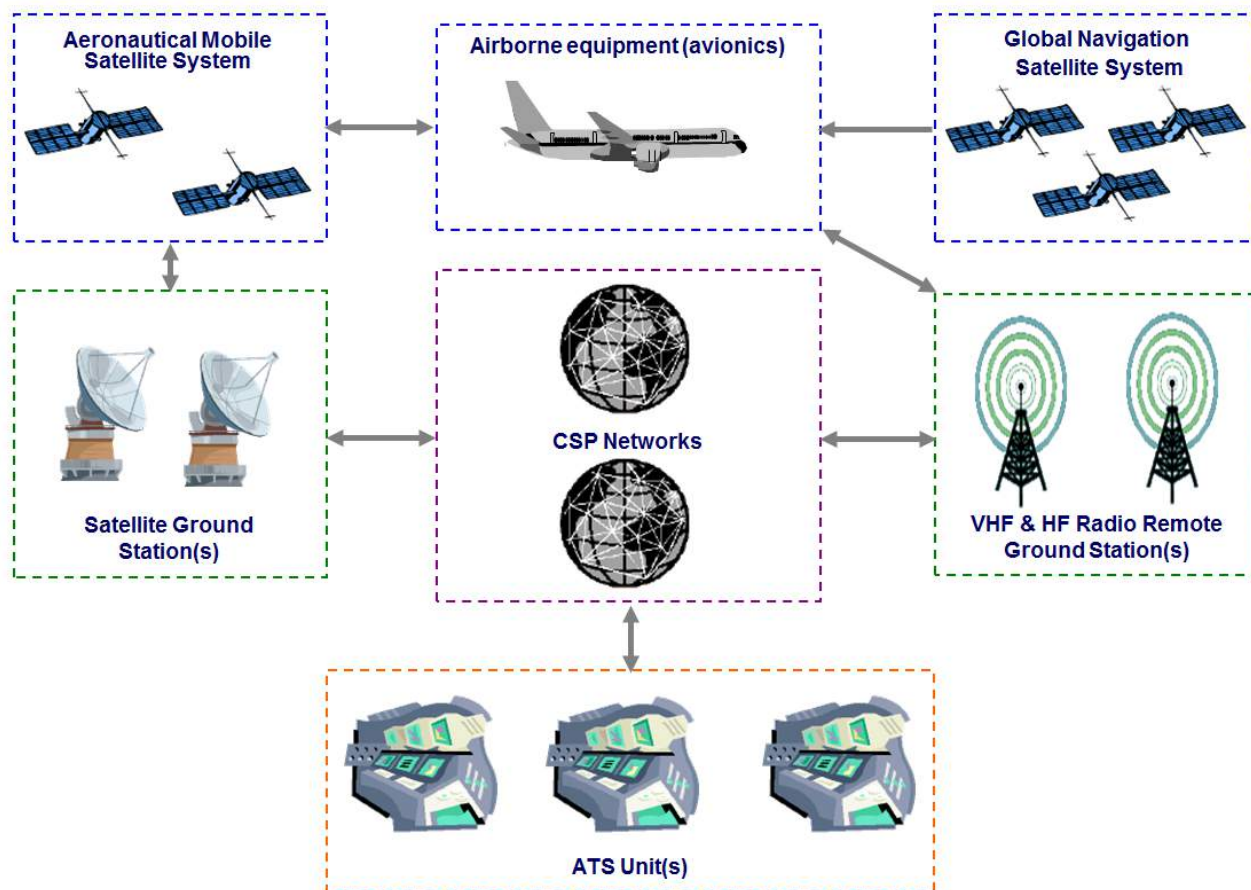 Aeronautical Mobile
Satellite System
Airborne equipment (avionics)
Global Navigation
Satellite System
CSP Networks
Satellite Ground
Station(s)
VHF & HF Radio Remote
Ground Station(s)
ATS Unit(s)